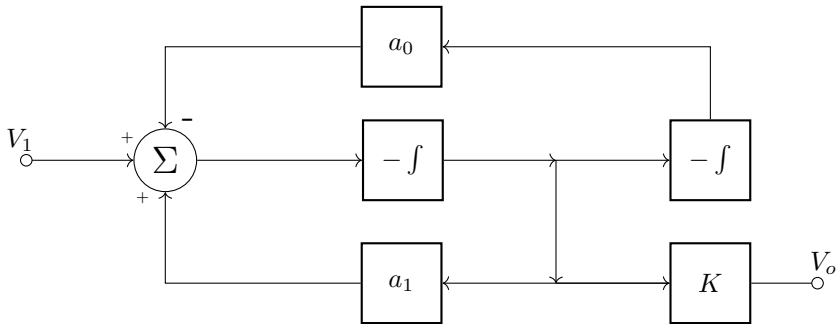 a₀
-
V₁
+
Σ
− ∫
− ∫
+
a₁
K
Vₒ